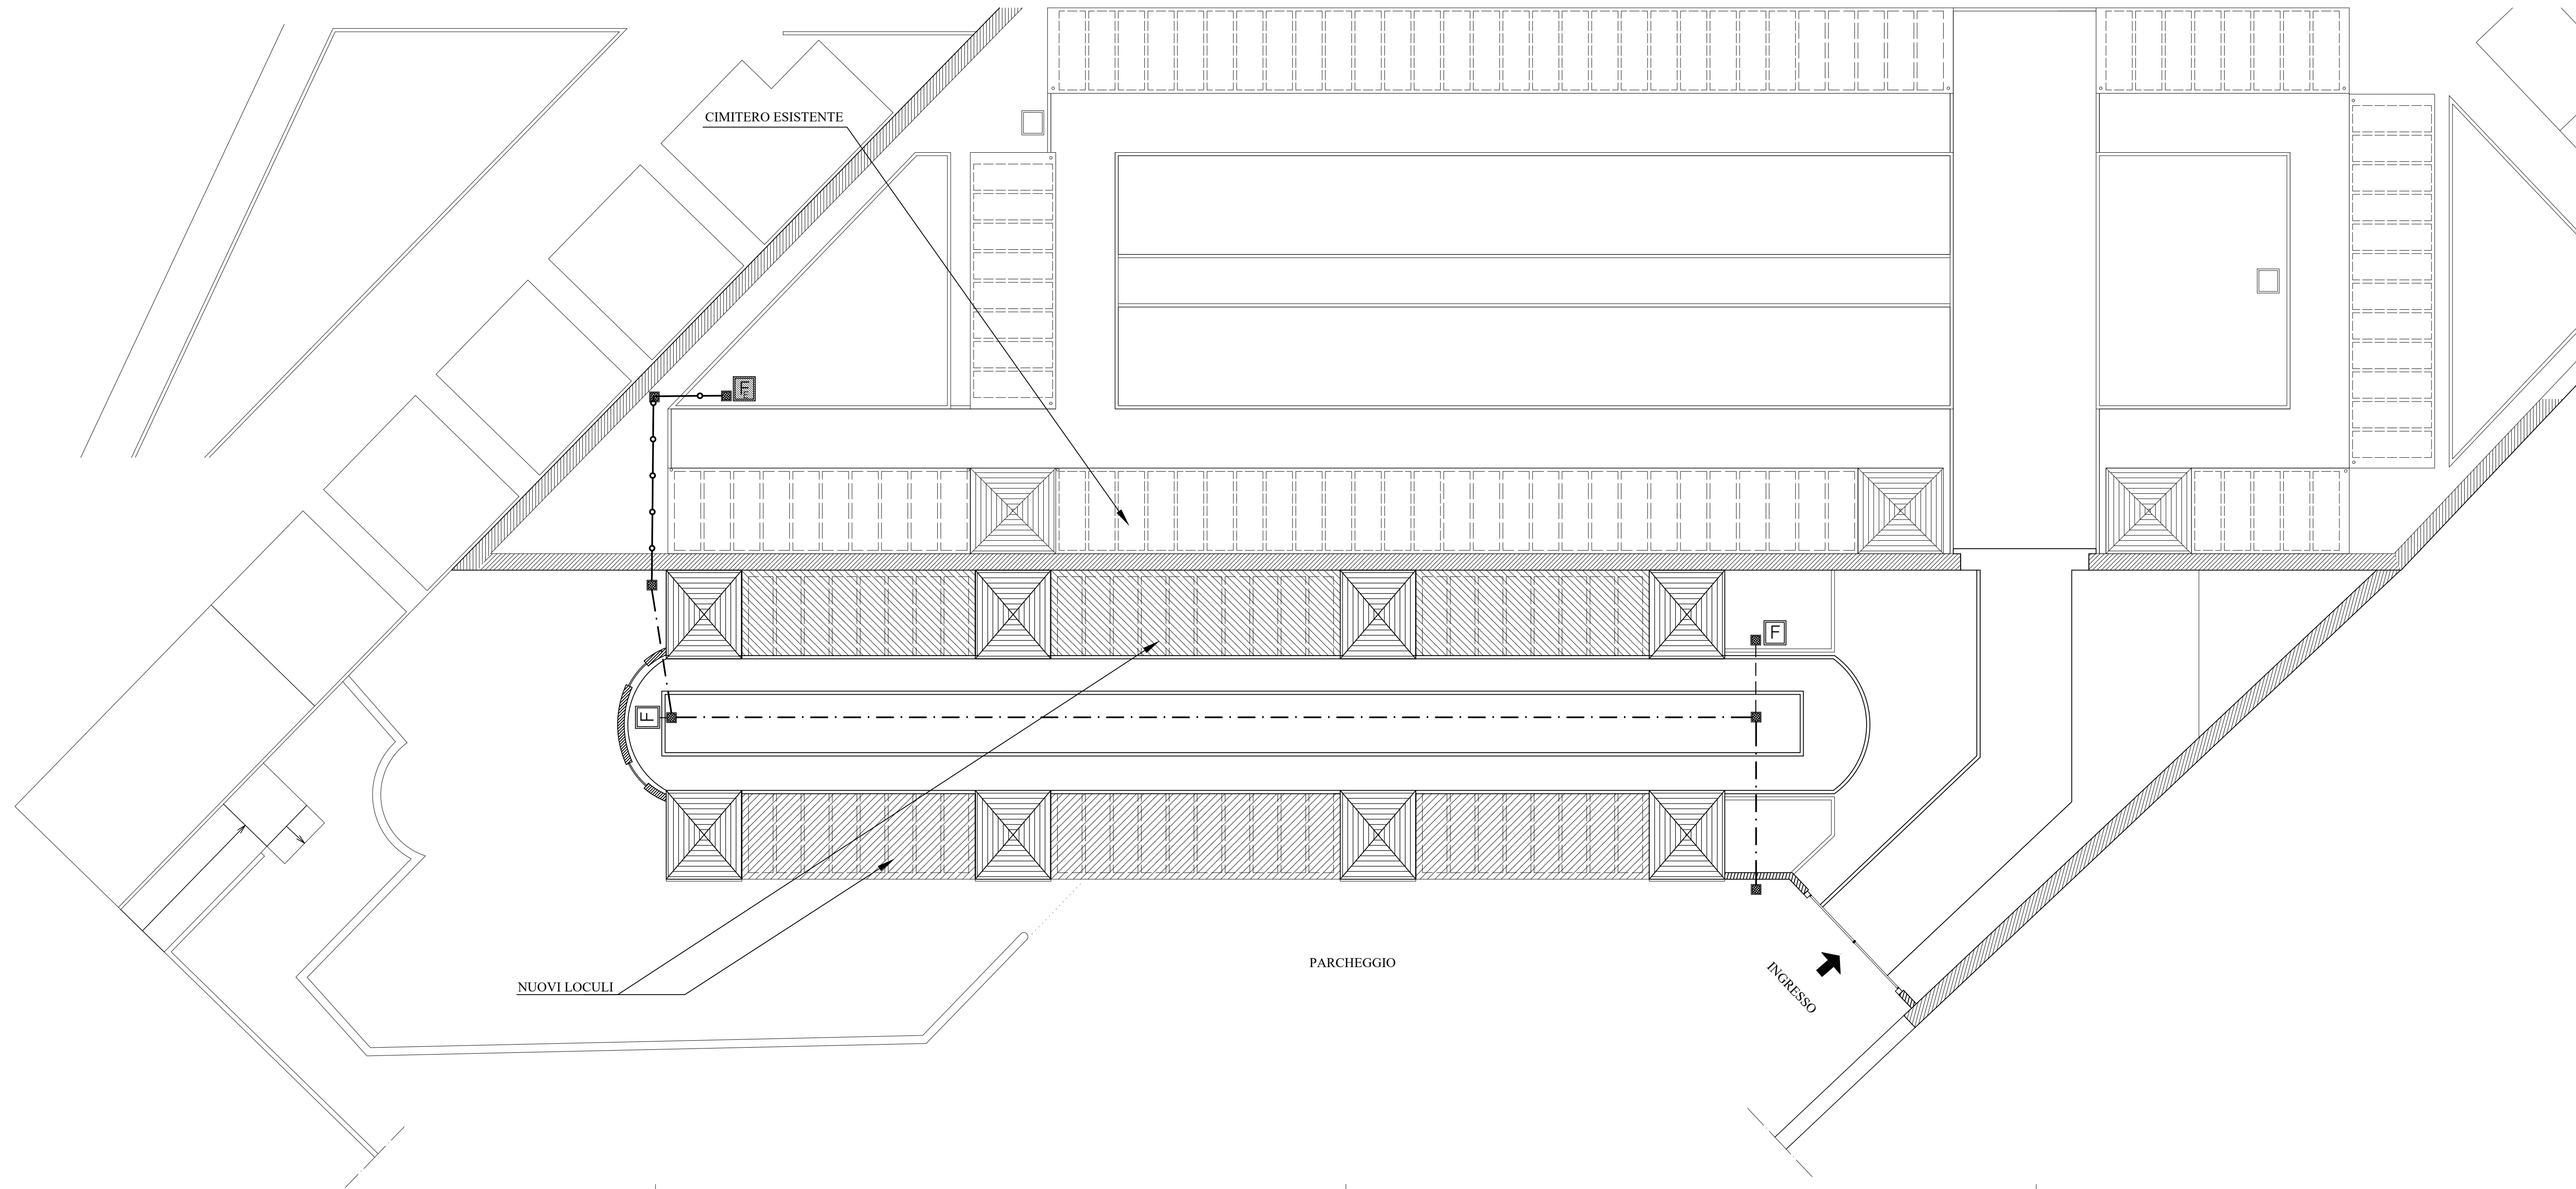 CIMITERO ESISTENTE
F
E
F
F
NUOVI LOCULI
PARCHEGGIO
INGRESSO